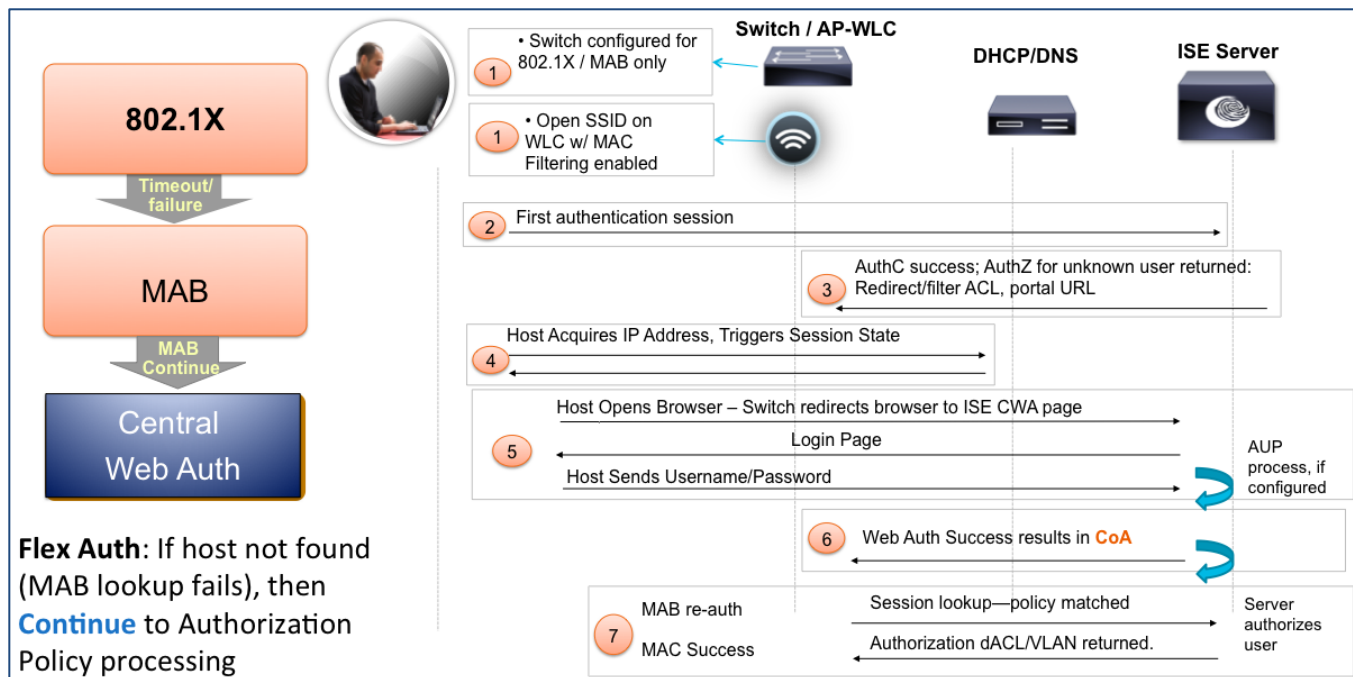 802.1X
Timeout/
failure
MAB
MAB
Continue
Central
Web Auth
Flex Auth: If host not found
(MAB lookup fails), then
Continue to Authorization
Policy processing
Switch / AP-WLC
DHCP/DNS
ISE Server
1
• Switch configured for
802.1X / MAB only
1
• Open SSID on
WLC w/ MAC
Filtering enabled
2
First authentication session
3
AuthC success; AuthZ for unknown user returned:
Redirect/filter ACL, portal URL
4
Host Acquires IP Address, Triggers Session State
5
Host Opens Browser – Switch redirects browser to ISE CWA page
Login Page
Host Sends Username/Password
AUP
process, if
configured
6
Web Auth Success results in CoA
7
MAB re-auth
MAC Success
Session lookup—policy matched
Authorization dACL/VLAN returned.
Server
authorizes
user